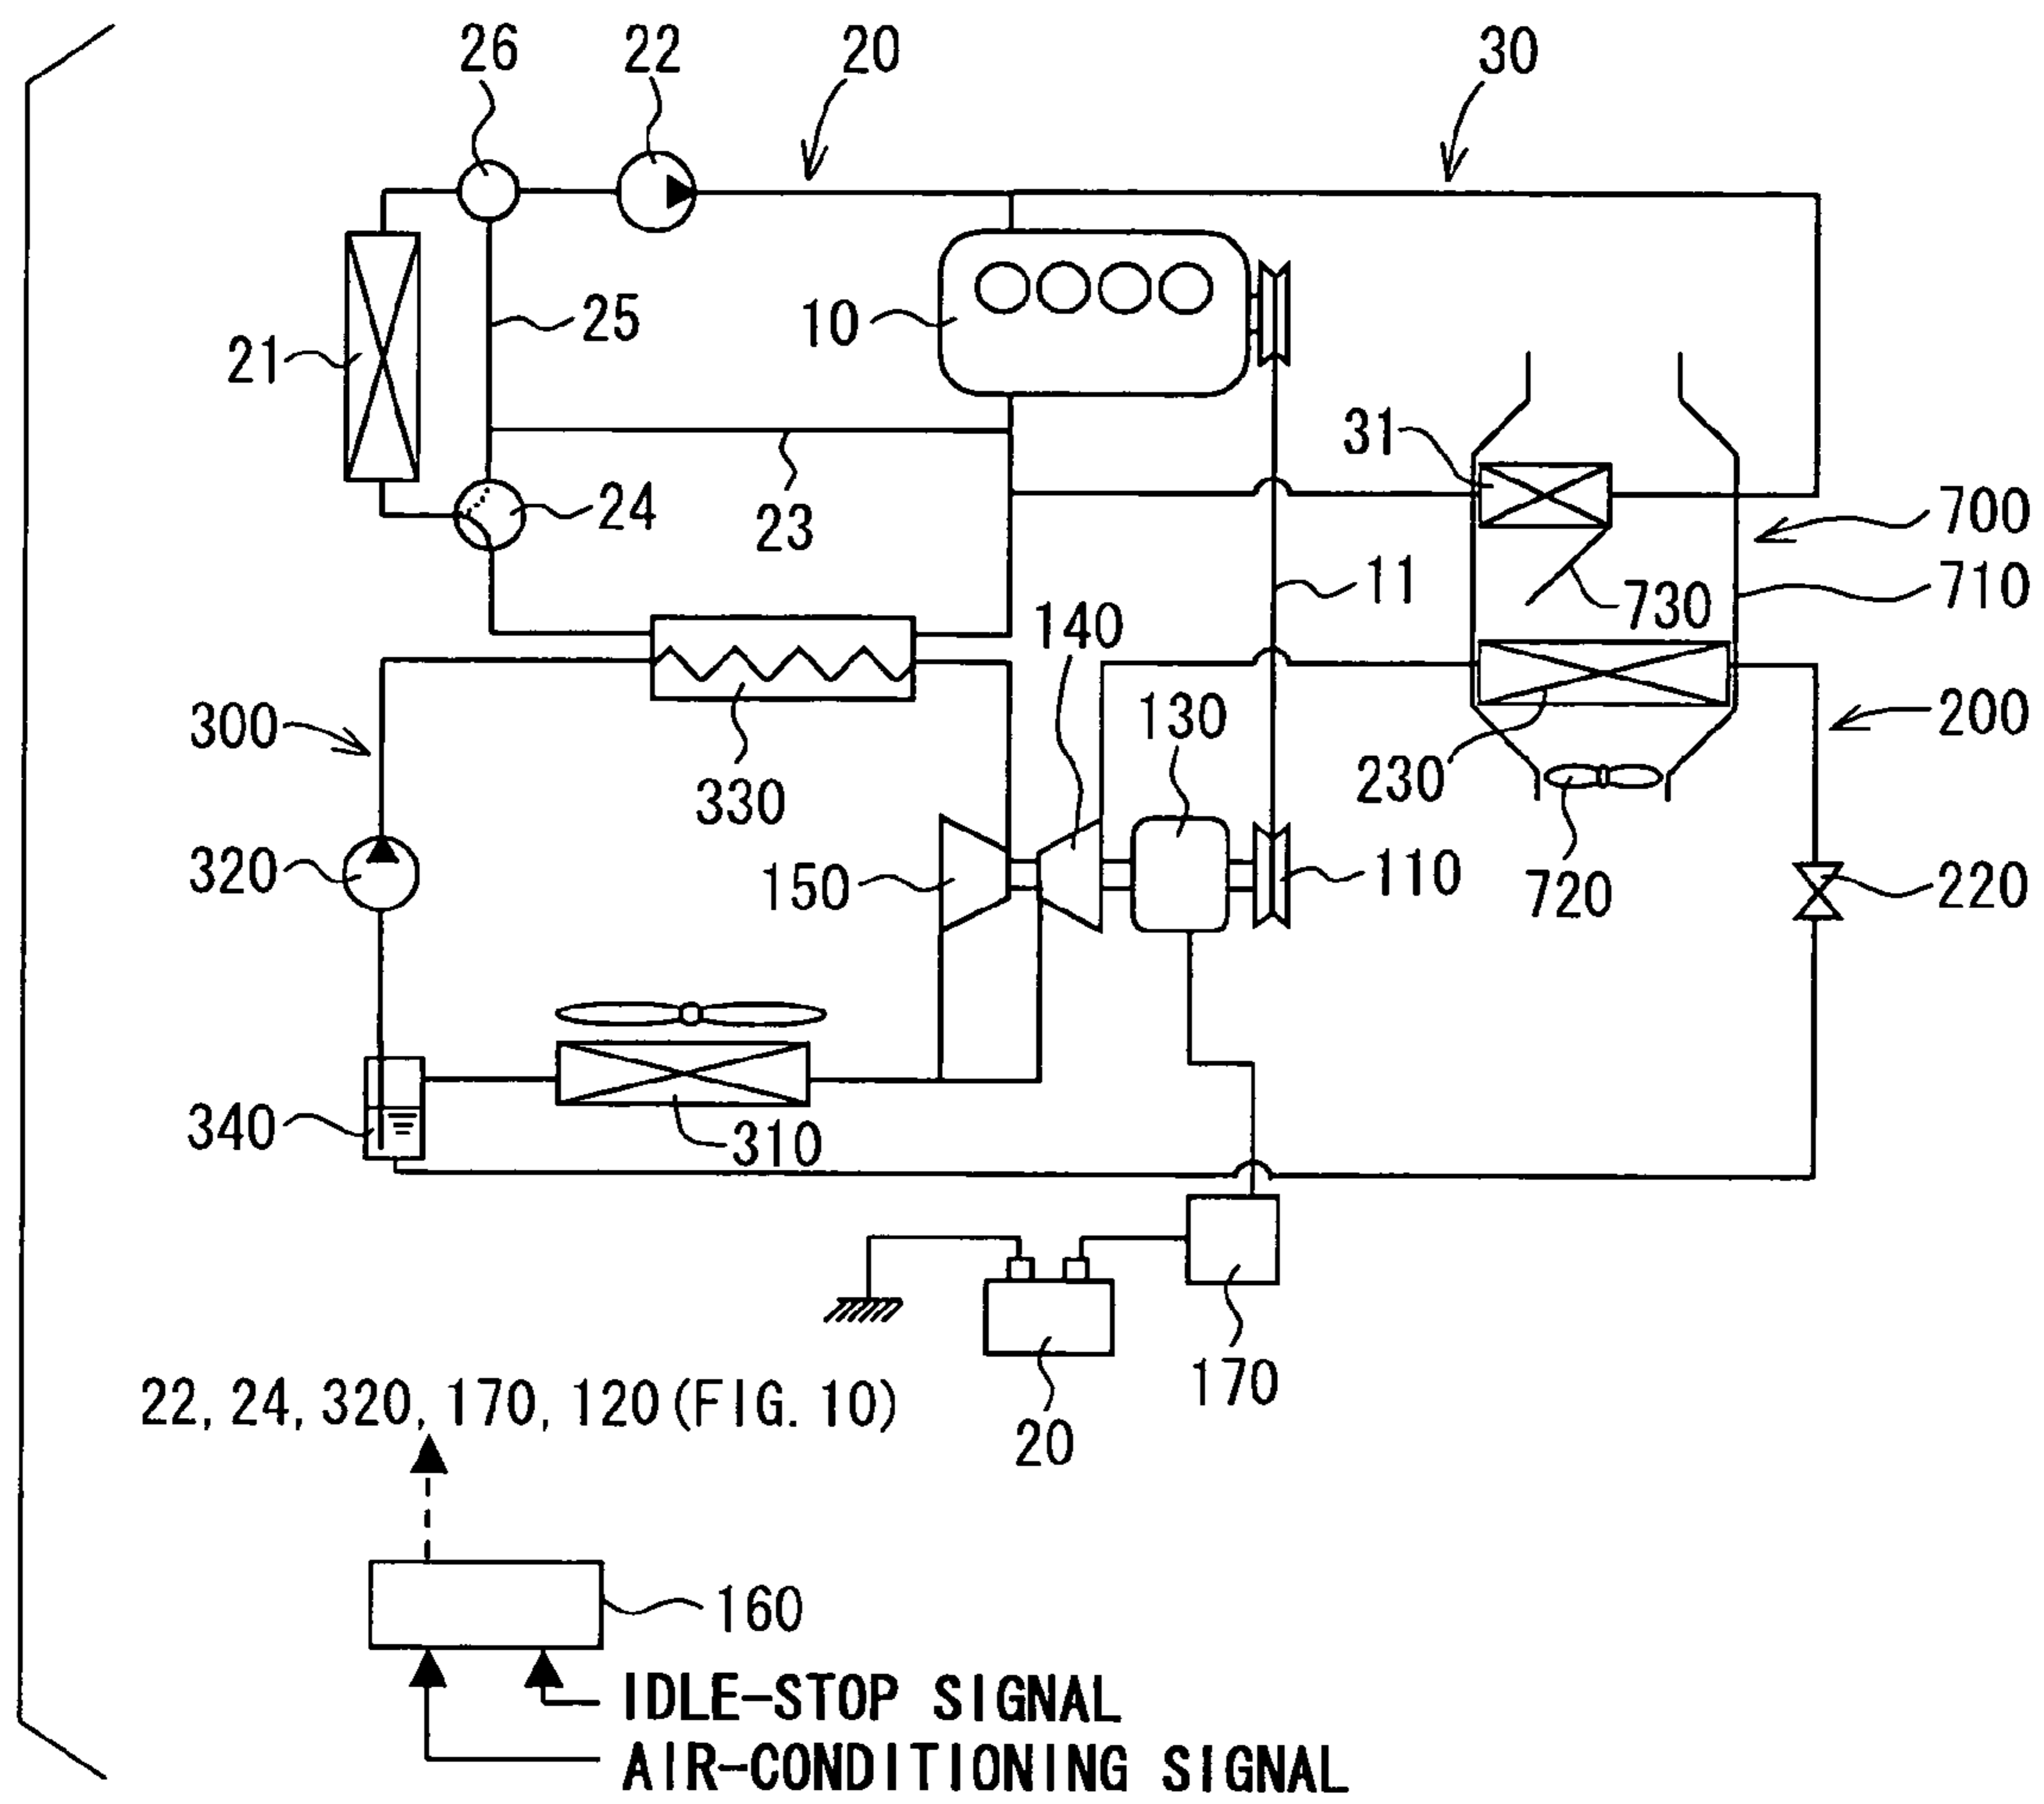 26 22 20 30
21 25 10
31
24 23 700
11 710
730
140
300 130 200
330 230
320 150 110 720 220
340 310
170
22, 24, 320, 170, 120 (FIG. 10)
20
160
IDLE-STOP SIGNAL
AIR-CONDITIONING SIGNAL